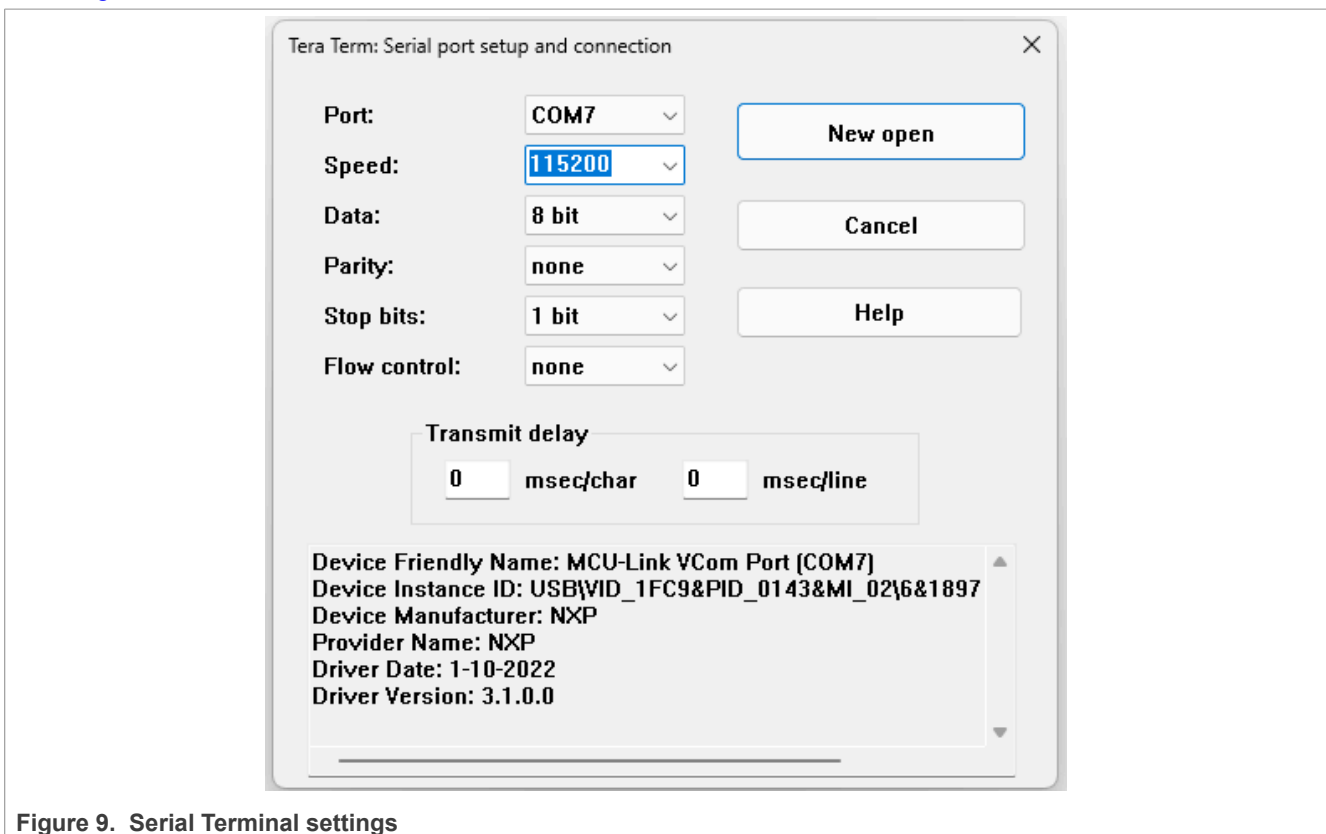 Tera Term: Serial port setup and connection
Port: COM7
New open
Speed: 115200
Data: 8 bit
Cancel
Parity: none
Stop bits: 1 bit
Help
Flow control: none
Transmit delay
0 msec/char 0 msec/line
Device Friendly Name: MCU-Link VCom Port (COM7)
Device Instance ID: USB\VID_1FC9&PID_0143&MI_02\6&1897
Device Manufacturer: NXP
Provider Name: NXP
Driver Date: 1-10-2022
Driver Version: 3.1.0.0
Figure 9. Serial Terminal settings